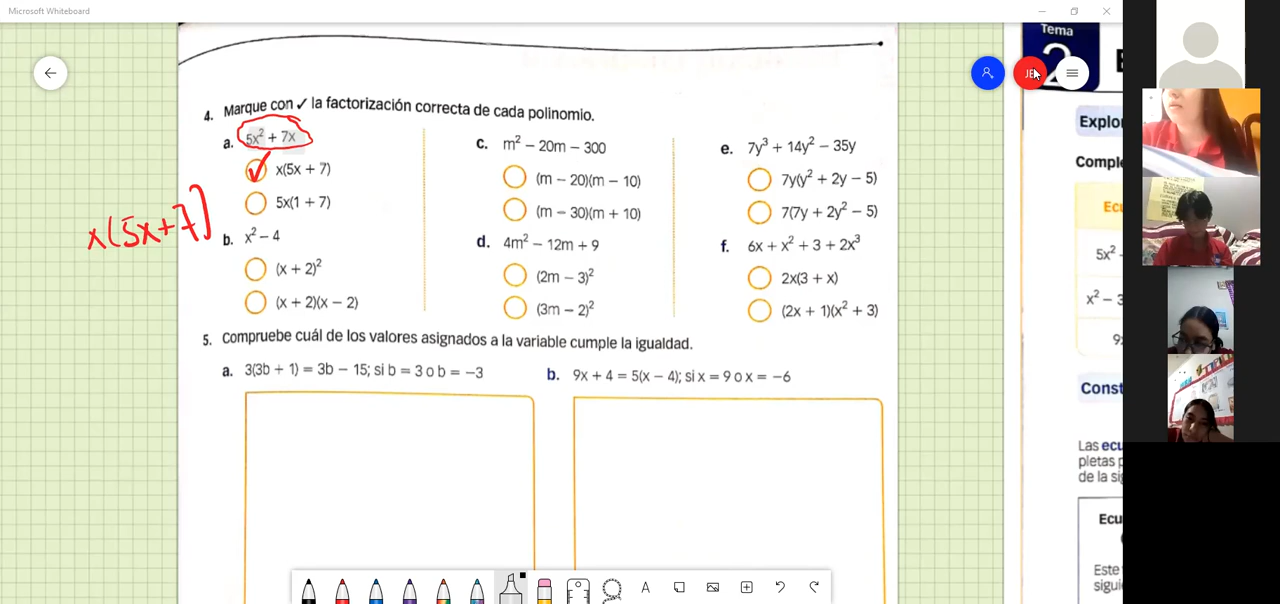 Microsoft Whiteboard
4. Marque con ✓ la factorización correcta de cada polinomio.
a. 5x² + 7x
x(5x + 7)
5x(1 + 7)
x(5x+7)
b. x² − 4
(x + 2)²
(x + 2)(x − 2)
c. m² − 20m − 300
(m − 20)(m − 10)
(m − 30)(m + 10)
d. 4m² − 12m + 9
(2m − 3)²
(3m − 2)²
e. 7y³ + 14y² − 35y
7y(y² + 2y − 5)
7(7y + 2y² − 5)
f. 6x + x² + 3 + 2x³
2x(3 + x)
(2x + 1)(x² + 3)
5. Compruebe cuál de los valores asignados a la variable cumple la igualdad.
a. 3(3b + 1) = 3b − 15; si b = 3 o b = −3
b. 9x + 4 = 5(x − 4); si x = 9 o x = −6
JE
A
Tema
2
E
Explo
Comple
Ec
5x²
x² − 3
9
Const
Las ecu
pletas p
de la si
Ecu
Este
siguie